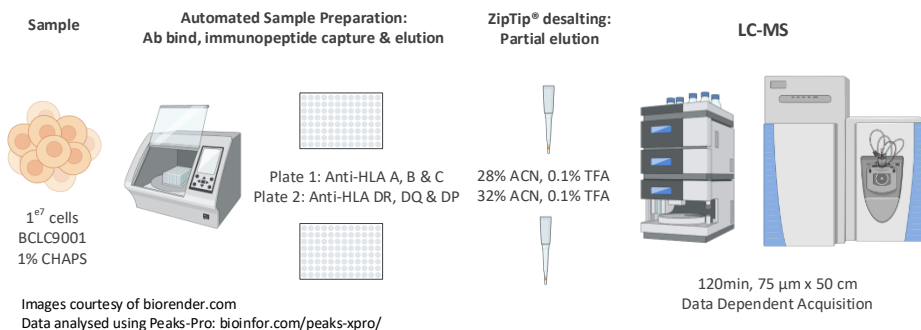 Sample
Automated Sample Preparation:
Ab bind, immunopeptide capture & elution
ZipTip® desalting:
Partial elution
LC-MS
Plate 1: Anti-HLA A, B & C
Plate 2: Anti-HLA DR, DQ & DP
28% ACN, 0.1% TFA
32% ACN, 0.1% TFA
1e7 cells
BCLC9001
1% CHAPS
120min, 75 µm x 50 cm
Data Dependent Acquisition
Images courtesy of biorender.com
Data analysed using Peaks-Pro: bioinfor.com/peaks-xpro/